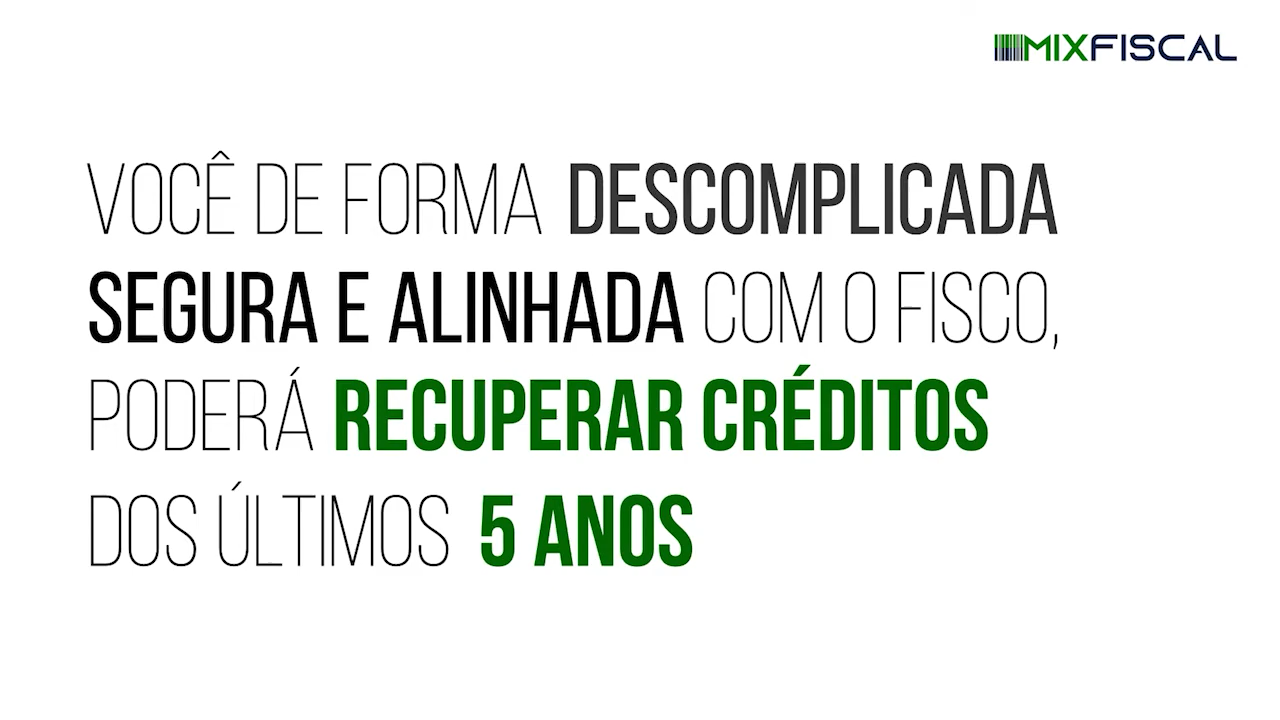 MIXFISCAL
VOCÊ DE FORMA DESCOMPLICADA
SEGURA E ALINHADA COM O FISCO,
PODERÁ RECUPERAR CRÉDITOS
DOS ÚLTIMOS 5 ANOS